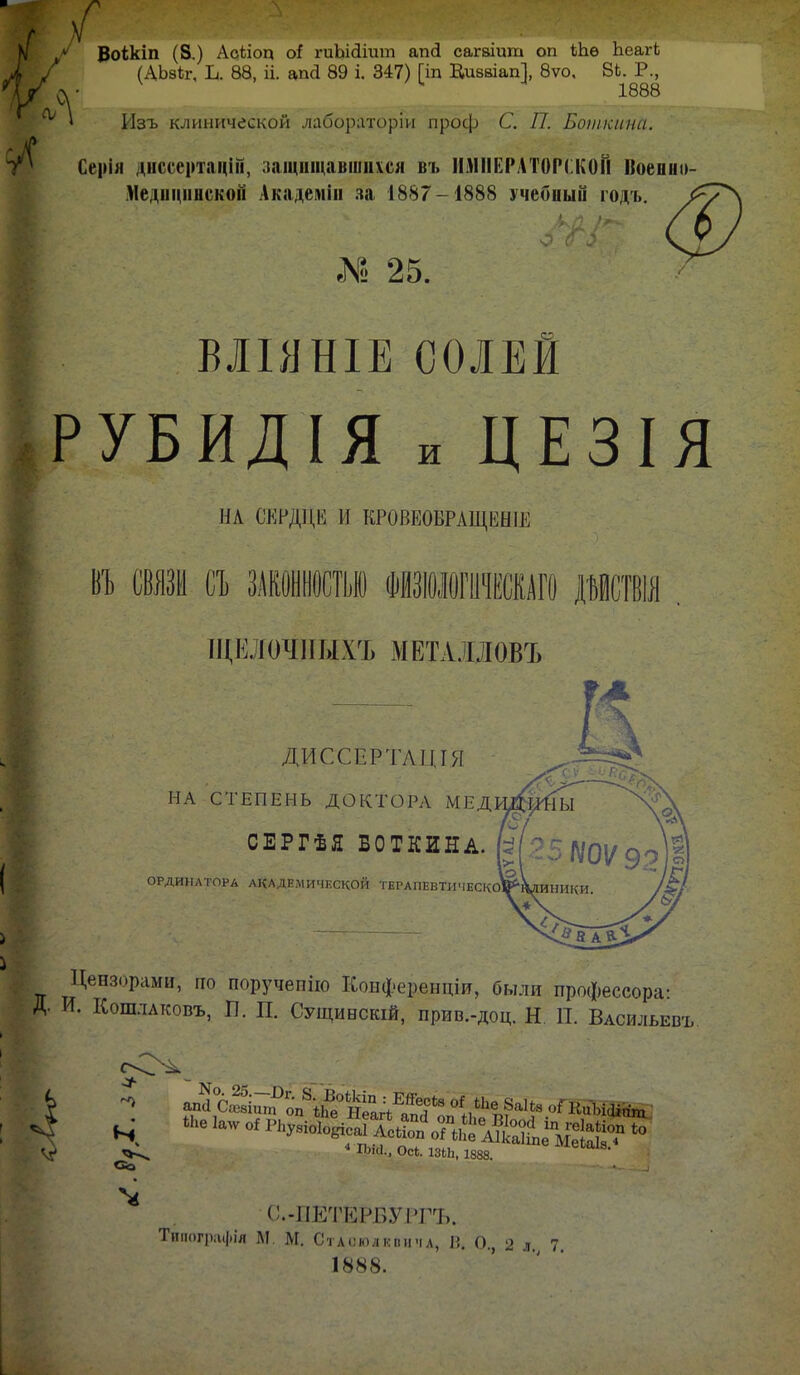 Botkin (S.) Action of rubidium and caesium on the heart
(Abstr. L. 88, ii. and 89 i. 347) [in Russian], 8vo, St. P.,
1888
Изъ клинической лабораторіи проф С. П. Боткина.
Серія диссертацій, защищавшихся въ ИМПЕРАТОРСКОЙ Военно-
Медицинской Академіи за 1887-1888 учебный годъ.
№ 25.
ВЛІЯНІЕ СОЛЕЙ
РУБИДІЯ и ЦЕЗІЯ
НА СЕРДЦЕ И КРОВЕОБРАЩЕНІЕ
ВЪ СВЯЗИ СЪ ЗАКОННОСТЬЮ ФИЗІОЛОГИЧЕСКАГО ДѢЙСТВІЯ
ЩЕЛОЧНЫХЪ МЕТАЛЛОВЪ
ДИССЕРТАЦІЯ
НА СТЕПЕНЬ ДОКТОРА МЕДИЦИНЫ
СЕРГѢЯ БОТКИНА.
25 NOV 92
ОРДИНАТОРА АКАДЕМИЧЕСКОЙ ТЕРАПЕВТИЧЕСКОЙ КЛИНИКИ.
LIBRARY
Цензорами, по порученію Конференціи, были профессора:
Д. И. Кошлаковъ, П. П. Сущинскій, прив.-доц. Н. П. Васильевъ
No. 25.—Dr. S. Botkin: Effects of the Salts of Rubidium
and Cæsium on the Heart and on the Blood in relation to
the law of Physiological Action of the Alkaline Metals.⁴
⁴ Ibid., Oct. 13th, 1888.
С.-ПЕТЕРБУРГЪ.
Типографія М. М. Стасюлевича, В. О., 2 л., 7.
1888.